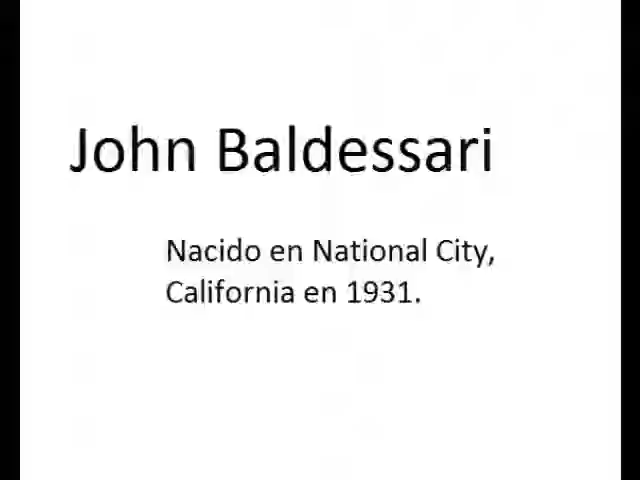 John Baldessari
Nacido en National City,
California en 1931.